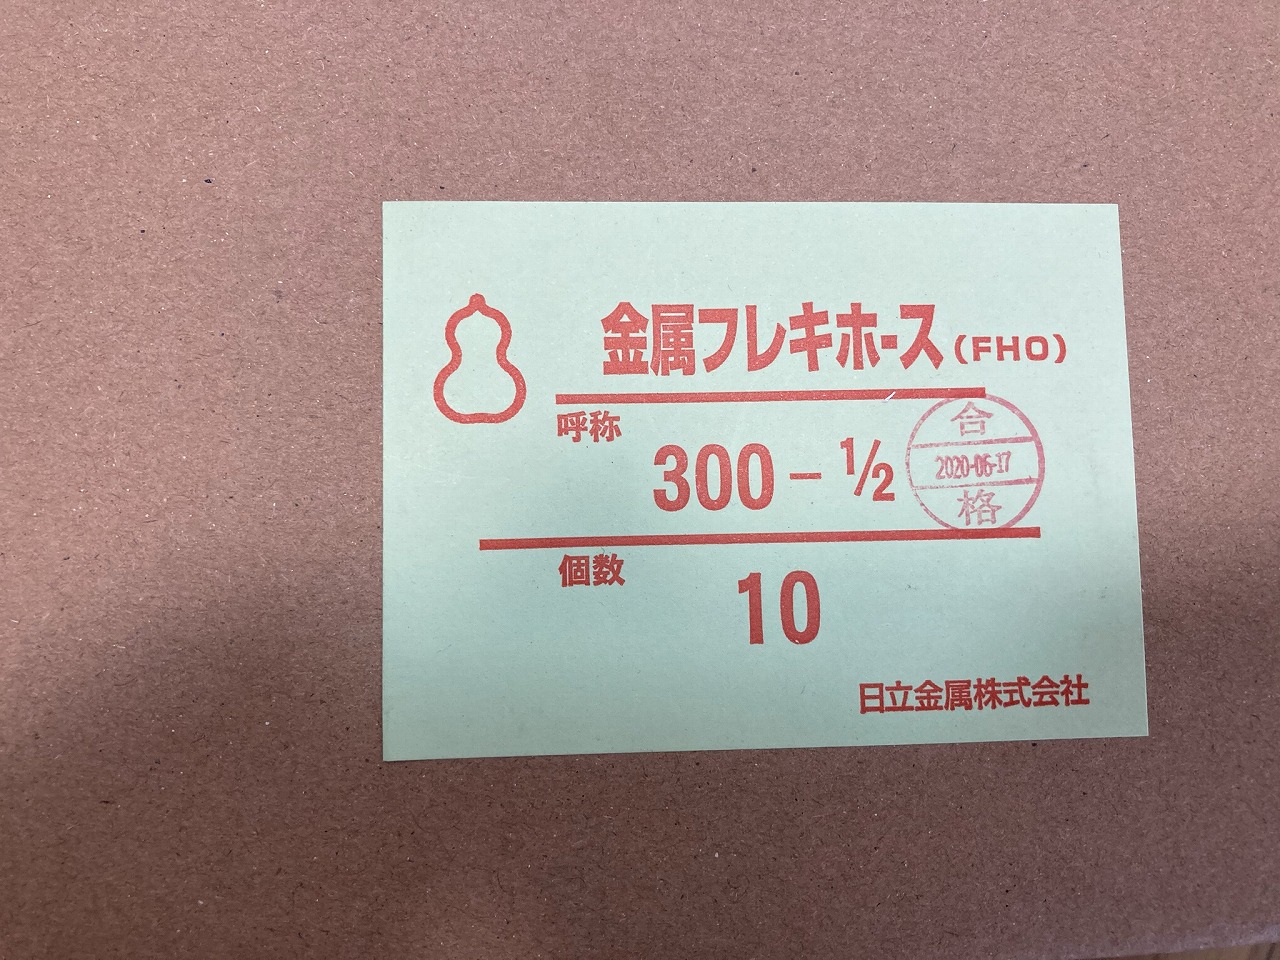 金属フレキホース(FHO)
呼称
300-1/2
合
2020-06-17
格
個数
10
日立金属株式会社